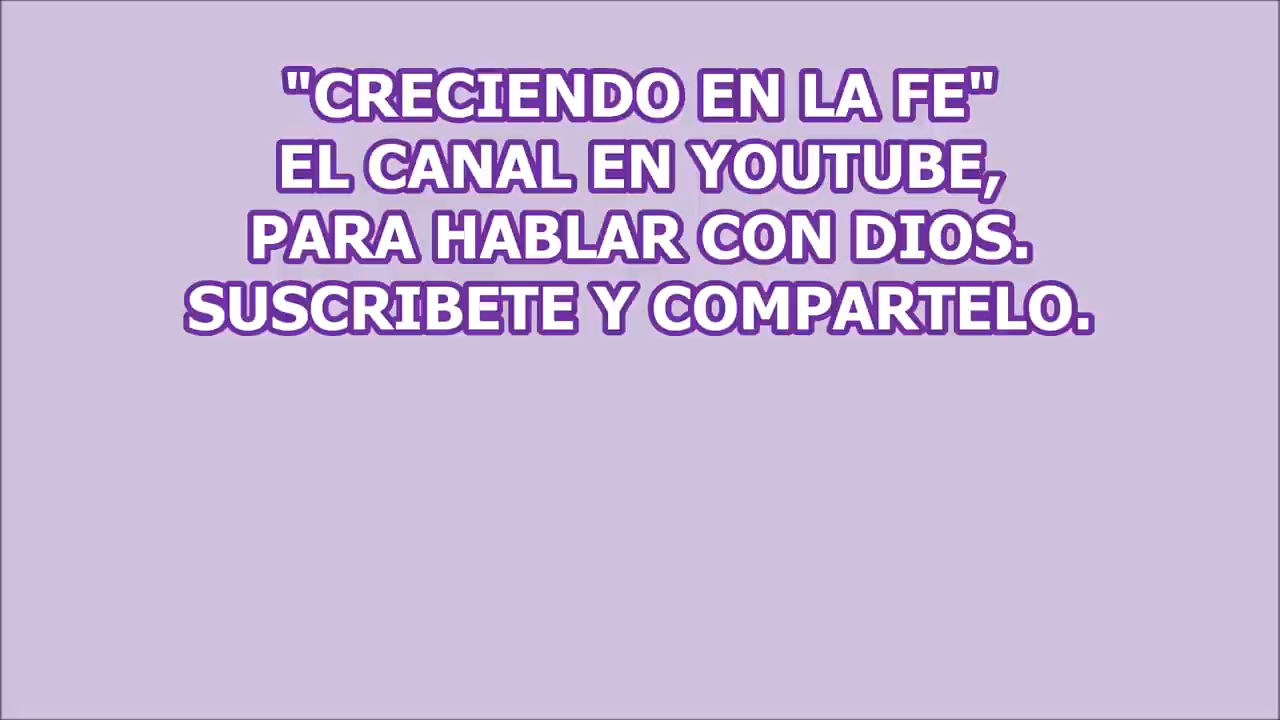 "CRECIENDO EN LA FE"
EL CANAL EN YOUTUBE,
PARA HABLAR CON DIOS.
SUSCRIBETE Y COMPARTELO.